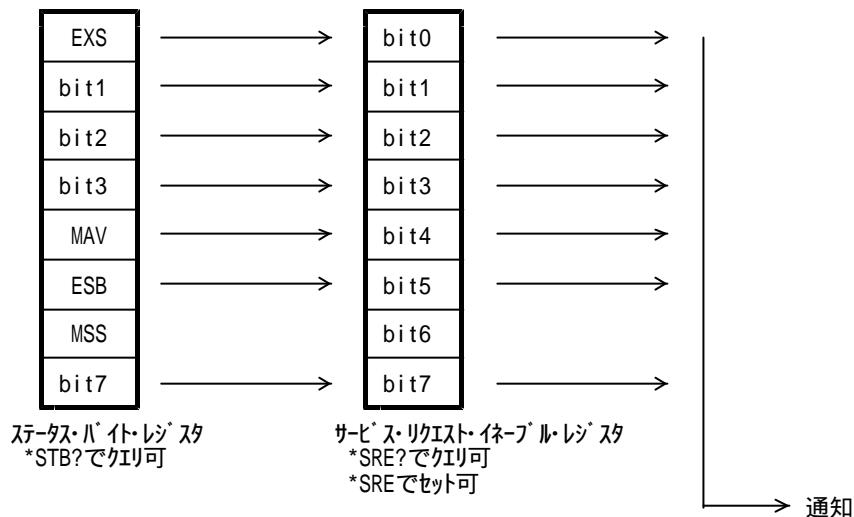 EXS bit0
bit1 bit1
bit2 bit2
bit3 bit3
MAV bit4
ESB bit5
MSS bit6
bit7 bit7
ステータス・バイト・レジスタ サービス・リクエスト・イネーブル・レジスタ
*STB?でクエリ可 *SRE?でクエリ可
*SREでセット可
通知